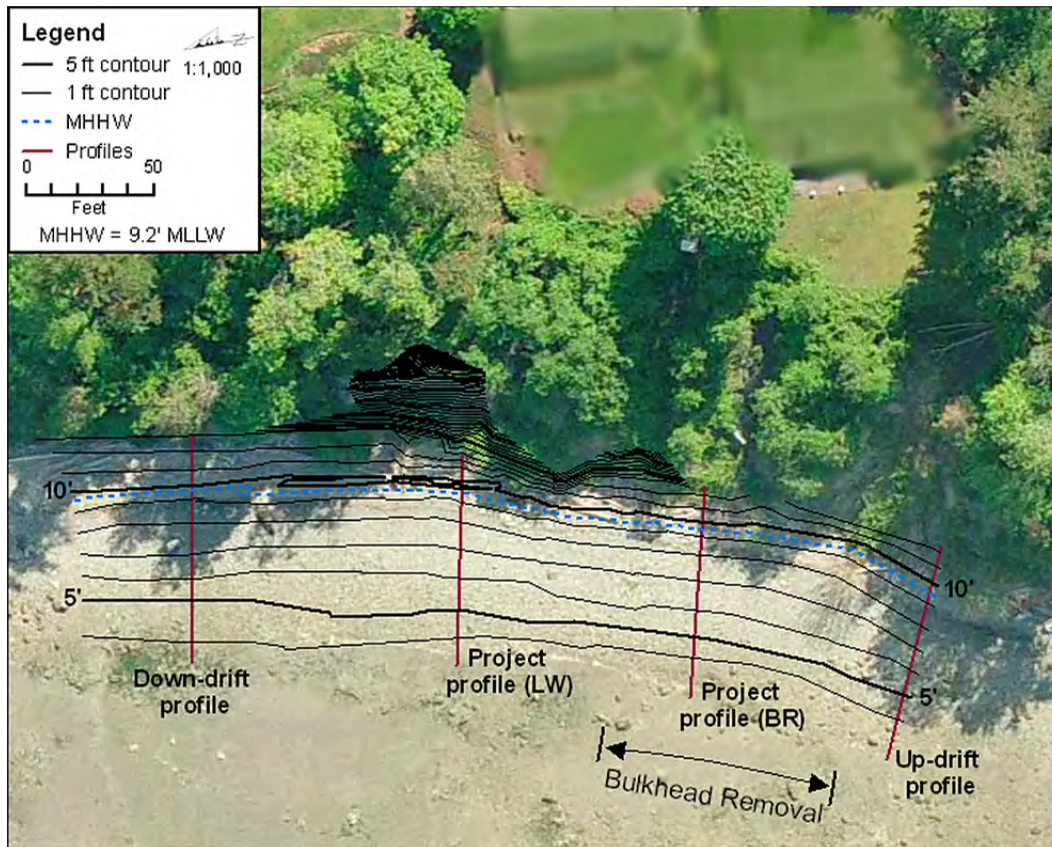 Legend
5 ft contour
1:1,000
1 ft contour
MHHW
Profiles
0 50
Feet
MHHW = 9.2' MLLW
10'
10'
5'
5'
Down-drift
profile
Project
profile (LW)
Project
profile (BR)
Up-drift
profile
Bulkhead Removal